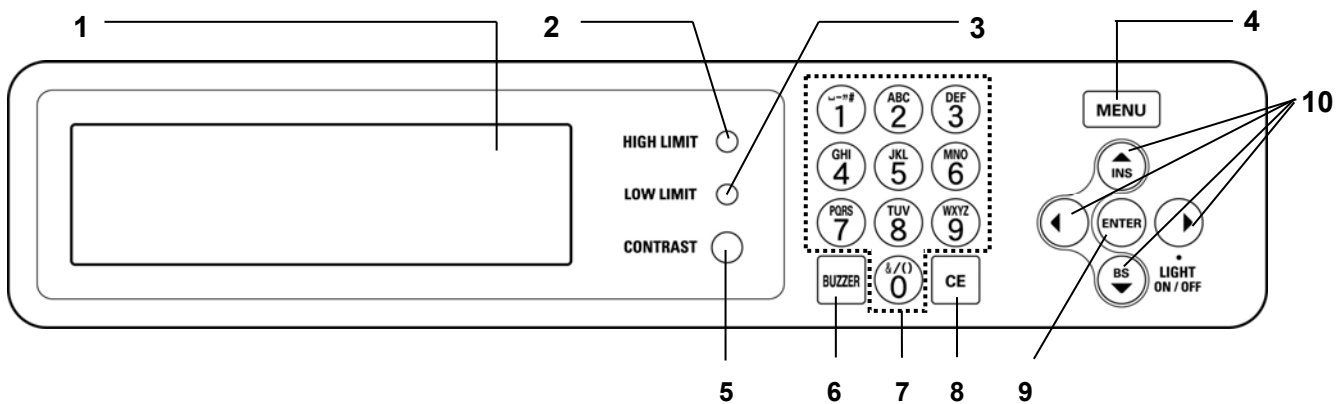 1 2 3 4
10
HIGH LIMIT
LOW LIMIT
CONTRAST
␣-"# 1
ABC 2
DEF 3
GHI 4
JKL 5
MNO 6
PQRS 7
TUV 8
WXYZ 9
BUZZER
&/() 0
CE
MENU
INS
ENTER
BS
LIGHT
ON / OFF
5 6 7 8 9